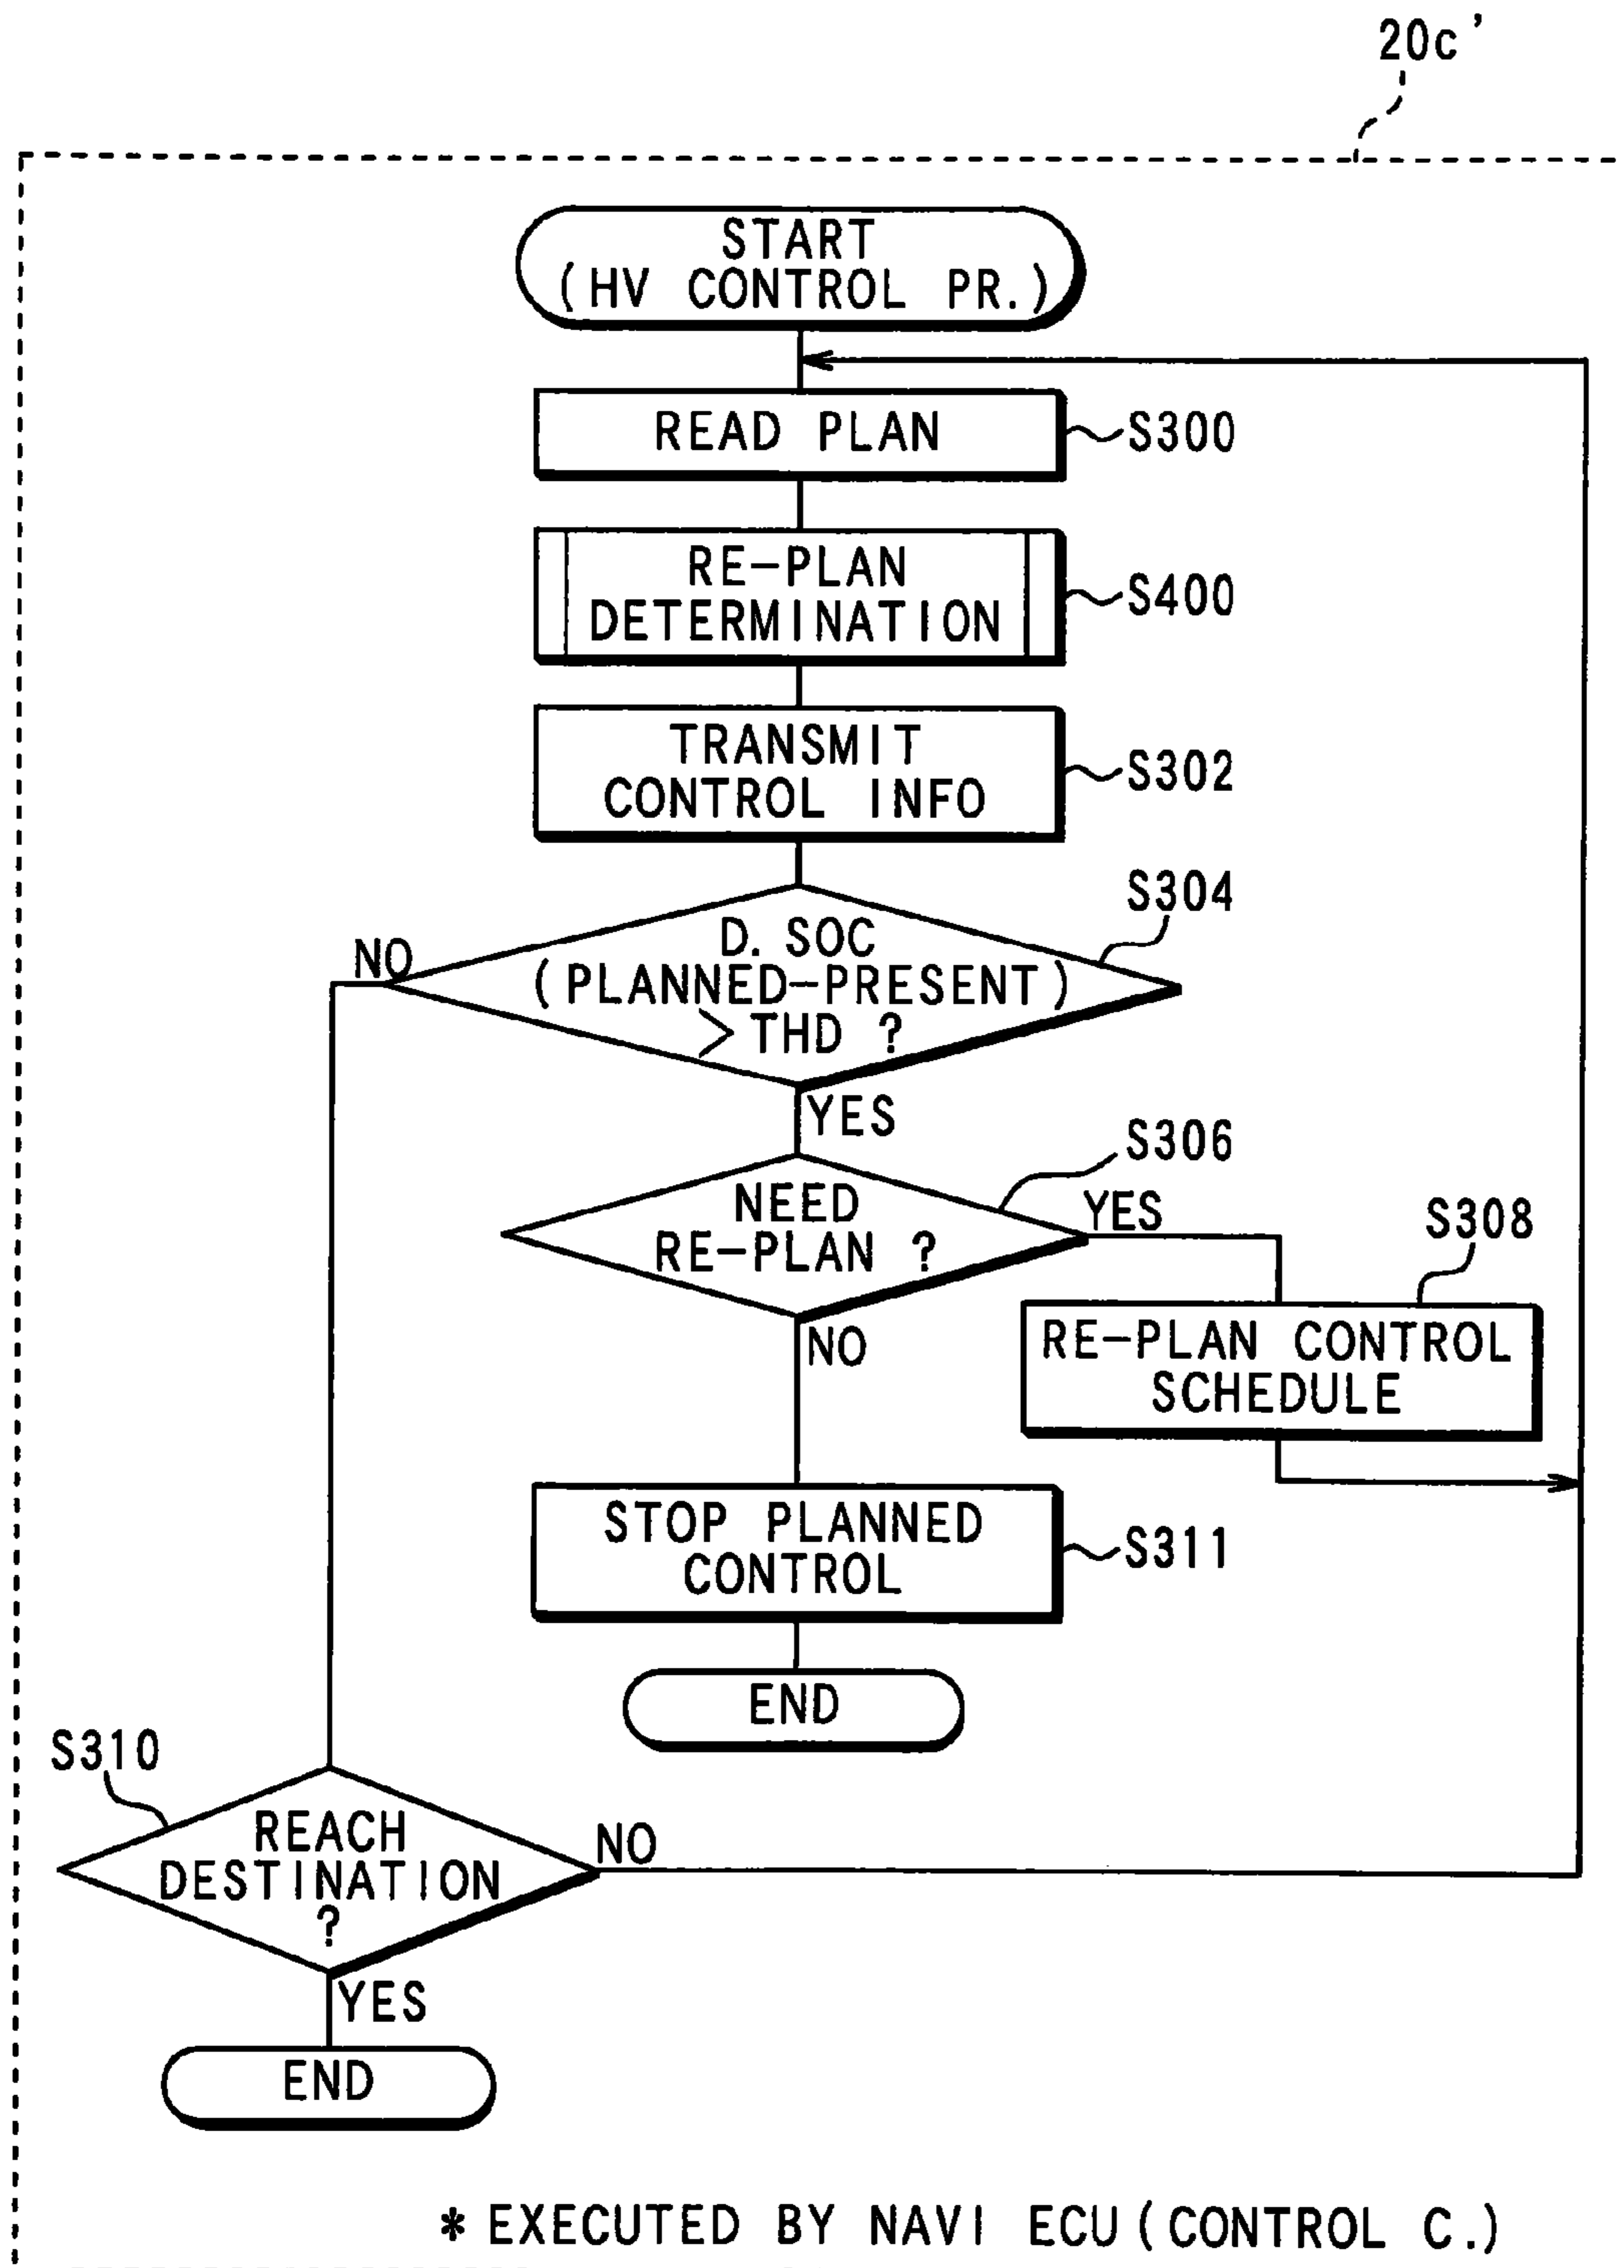 20c'
START
(HV CONTROL PR.)
READ PLAN
S300
RE-PLAN
DETERMINATION
S400
TRANSMIT
CONTROL INFO
S302
S304
NO
D. SOC
(PLANNED-PRESENT)
> THD ?
YES
S306
NEED
RE-PLAN ?
YES
S308
RE-PLAN CONTROL
SCHEDULE
NO
STOP PLANNED
CONTROL
S311
END
S310
REACH
DESTINATION
?
NO
YES
END
* EXECUTED BY NAVI ECU (CONTROL C.)